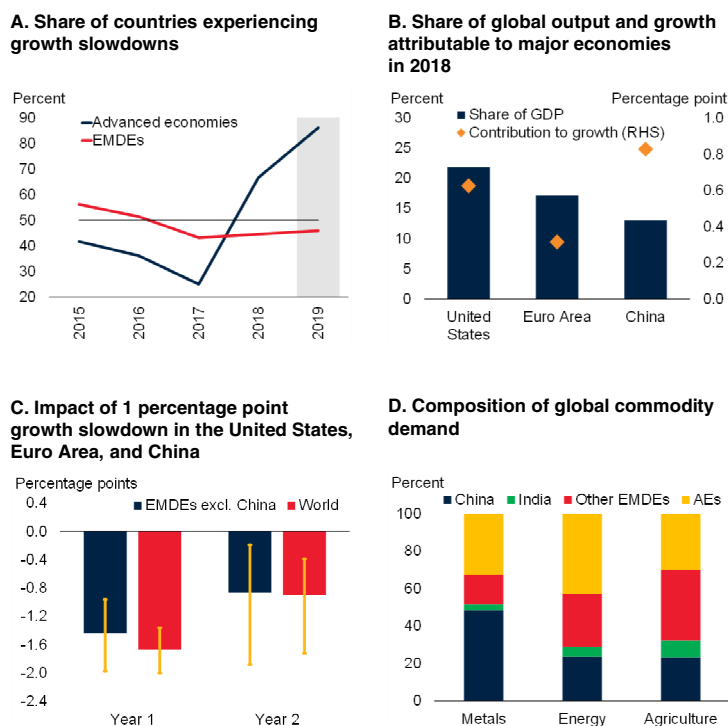 A. Share of countries experiencing
growth slowdowns
Percent
90
80
70
60
50
40
30
20
Advanced economies
EMDEs
2015
2016
2017
2018
2019
B. Share of global output and growth
attributable to major economies
in 2018
Percent
Percentage point
30
25
20
15
10
5
0
Share of GDP
Contribution to growth (RHS)
1.0
0.8
0.6
0.4
0.2
0.0
United
States
Euro Area
China
C. Impact of 1 percentage point
growth slowdown in the United States,
Euro Area, and China
Percentage points
0.4
0.0
-0.4
-0.8
-1.2
-1.6
-2.0
-2.4
EMDEs excl. China
World
Year 1
Year 2
D. Composition of global commodity
demand
Percent
China
India
Other EMDEs
AEs
100
80
60
40
20
0
Metals
Energy
Agriculture